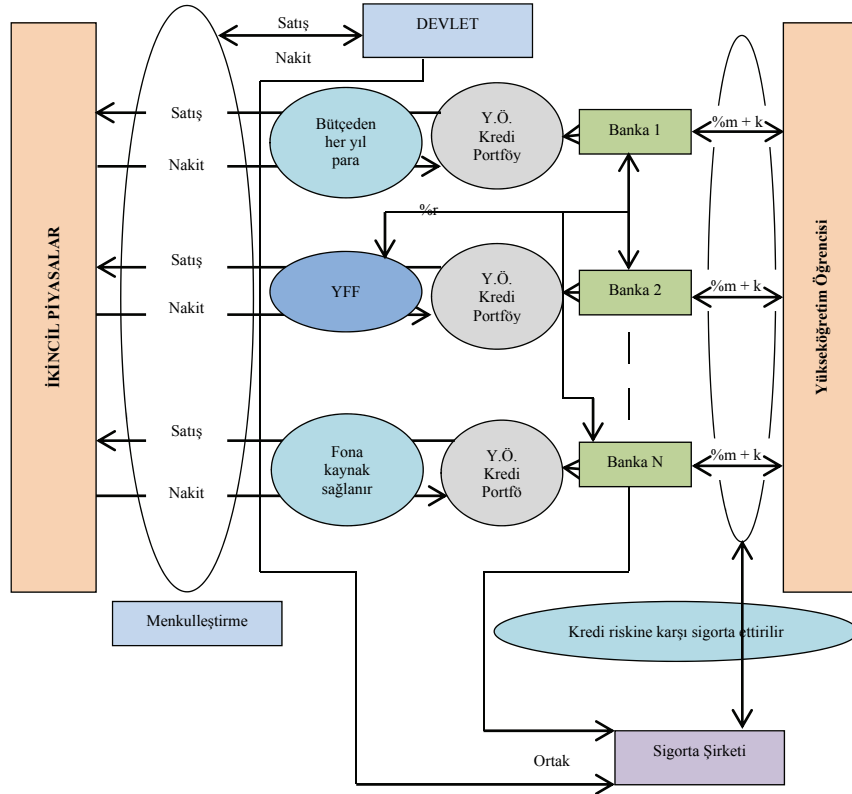 Satış
DEVLET
Nakit
Satış
Bütçeden
her yıl
para
Y.Ö.
Kredi
Portföy
Banka 1
%m + k
Nakit
%r
Satış
YFF
Y.Ö.
Kredi
Portföy
Banka 2
%m + k
Nakit
Satış
Fona
kaynak
sağlanır
Y.Ö.
Kredi
Portfö
Banka N
%m + k
Nakit
İKİNCİL PİYASALAR
Yükseköğretim Öğrencisi
Menkulleştirme
Kredi riskine karşı sigorta ettirilir
Ortak
Sigorta Şirketi